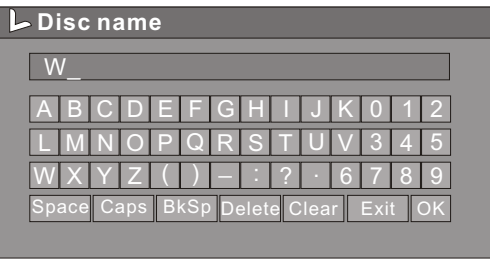 Disc name
W_
A B C D E F G H I J K 0 1 2
L M N O P Q R S T U V 3 4 5
W X Y Z ( ) – : ? · 6 7 8 9
Space Caps BkSp Delete Clear Exit OK